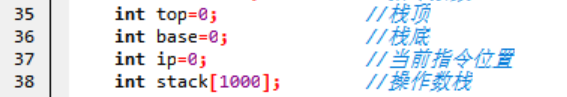 35 int top=0; //栈顶
36 int base=0; //栈底
37 int ip=0; //当前指令位置
38 int stack[1000]; //操作数栈